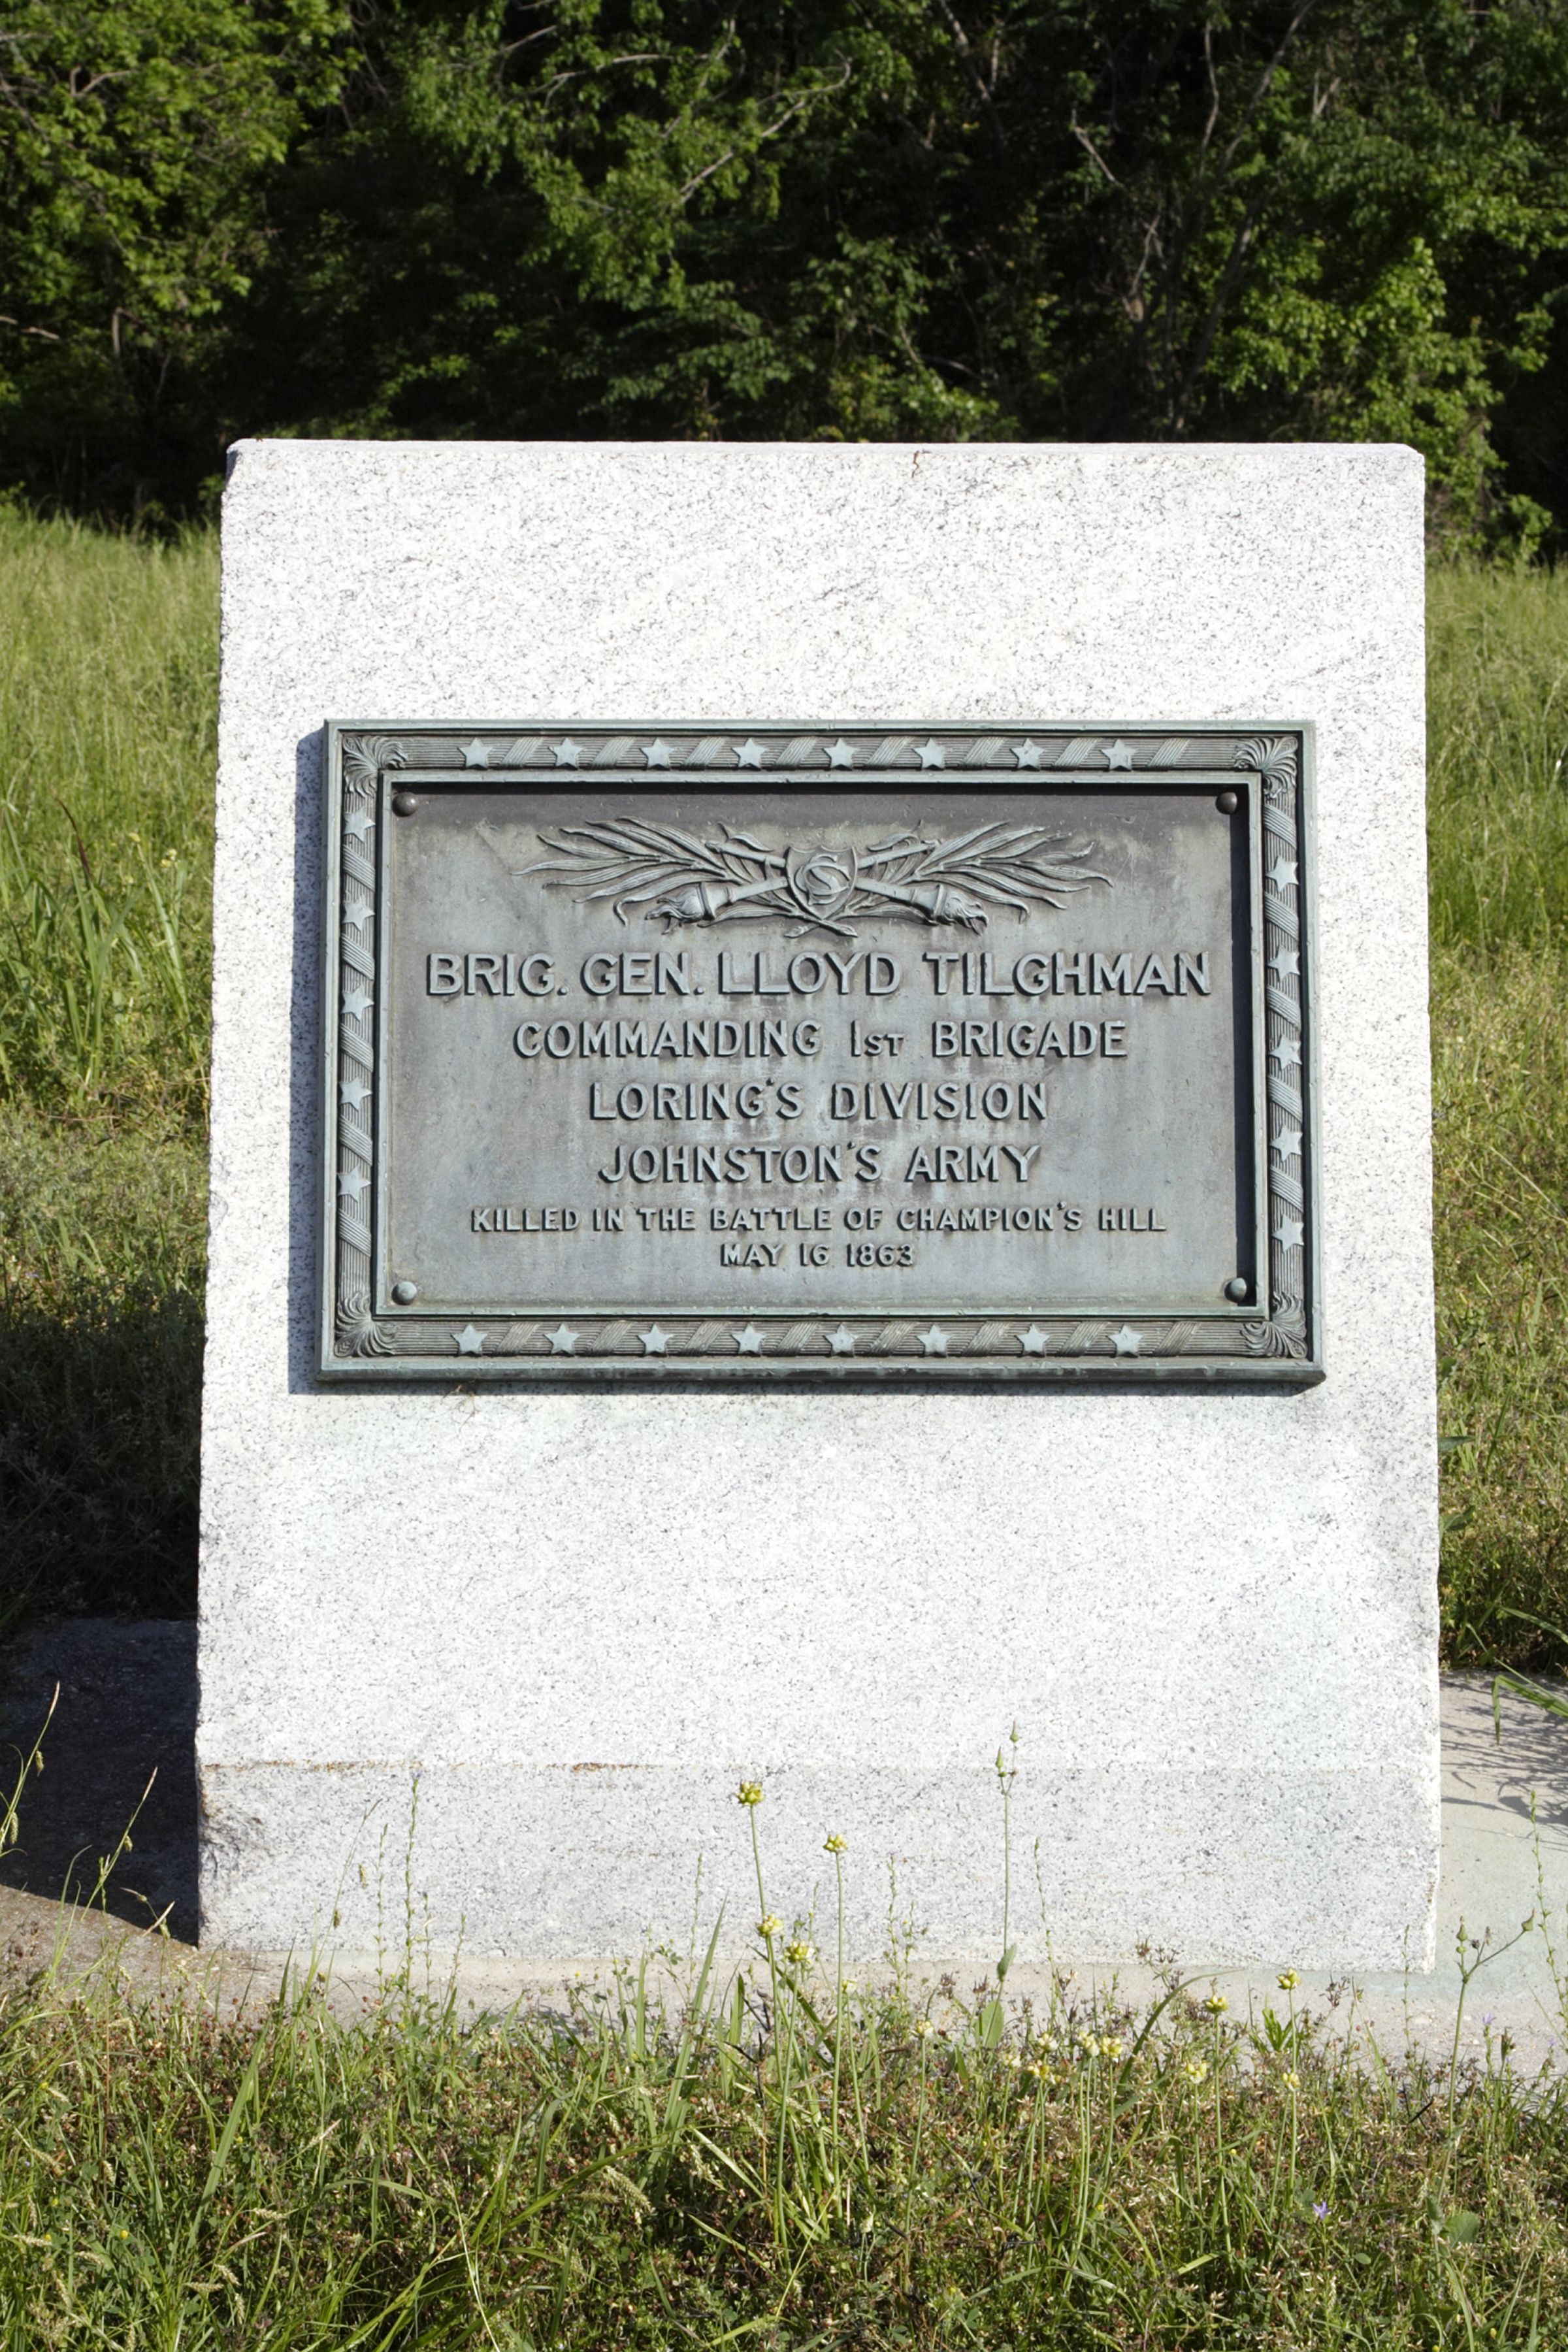 BRIG. GEN. LLOYD TILGHMAN
COMMANDING 1ST BRIGADE
LORING'S DIVISION
JOHNSTON'S ARMY
KILLED IN THE BATTLE OF CHAMPION'S HILL
MAY 16 1863